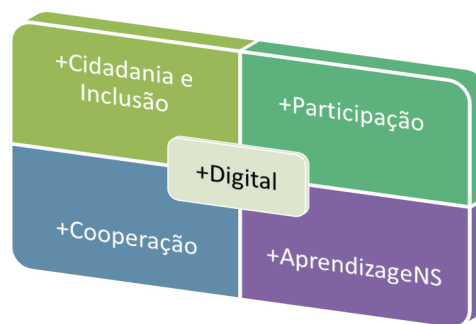 +Cidadania e
Inclusão
+Participação
+Digital
+Cooperação
+AprendizageNS